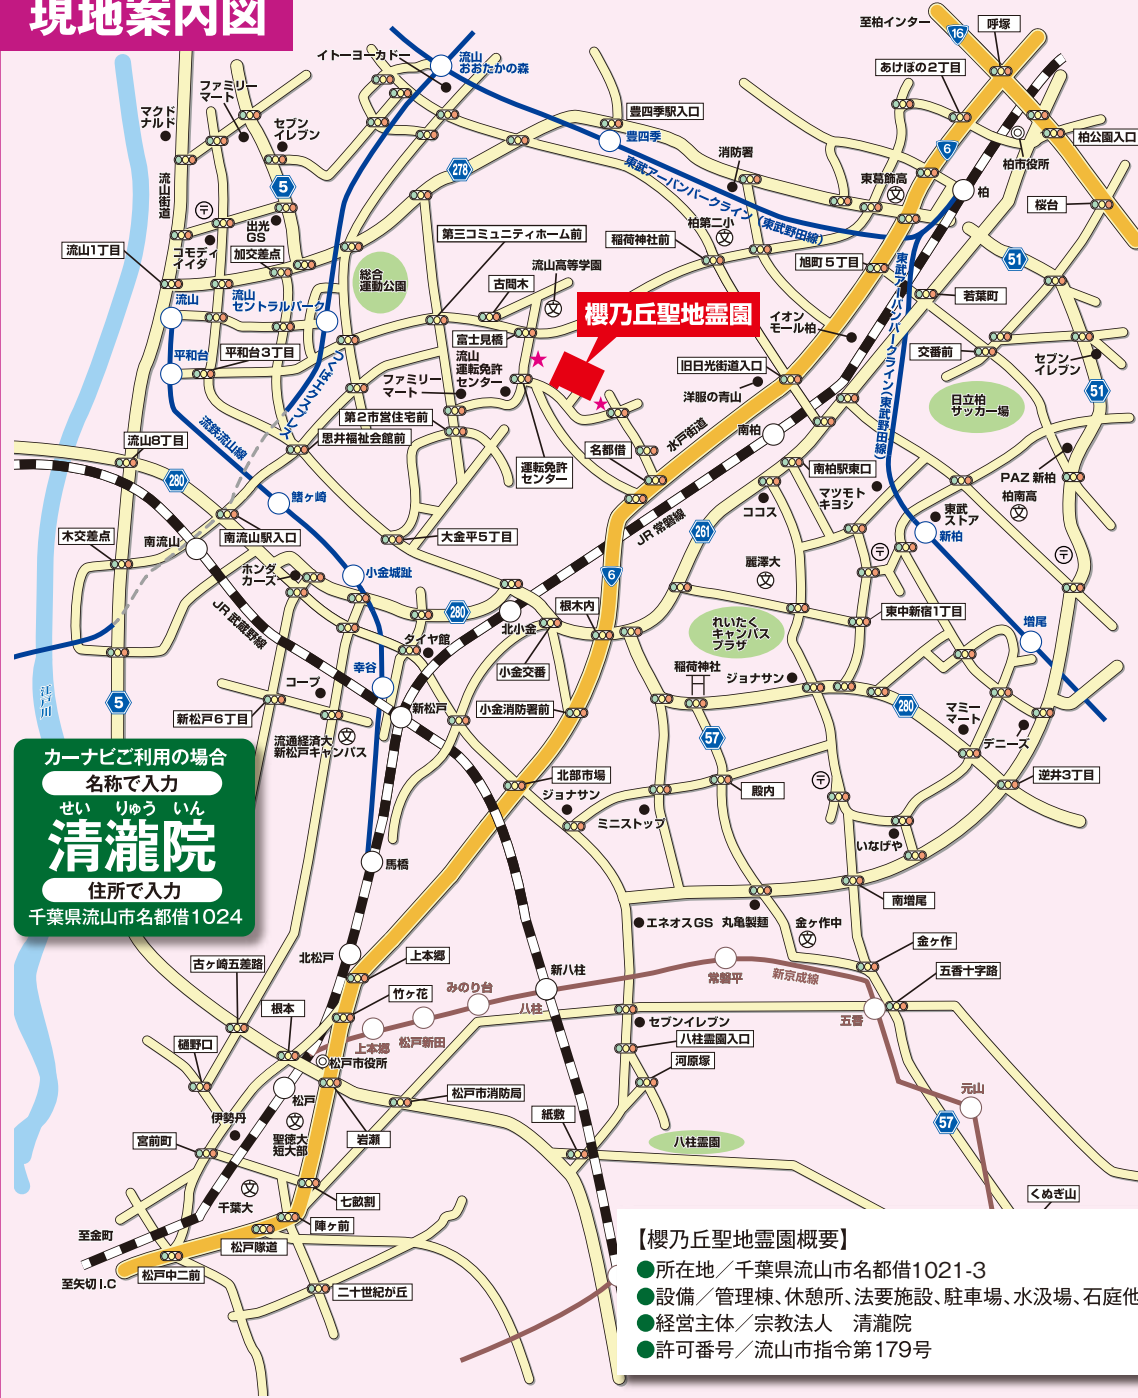 現地案内図
至柏インター
16
呼塚
イトーヨーカドー
流山
おおたかの森
あけぼの2丁目
ファミリー
マート
マクド
ナルド
セブン
イレブン
豊四季駅入口
豊四季
6
柏公園入口
柏市役所
消防署
278
東武アーバンパークライン(東武野田線)
流山街道
5
東葛飾高
柏
桜台
出光
GS
柏第二小
流山1丁目
コモディ
イイダ
加交差点
第三コミュニティホーム前
稲荷神社前
旭町5丁目
51
総合
運動公園
流山高等学園
古間木
東武アーバンパークライン(東武野田線)
若葉町
流山
流山
セントラルパーク
櫻乃丘聖地霊園
イオン
モール柏
富士見橋
平和台
平和台3丁目
つくばエクスプレス
流山
運転免許
センター
ファミリー
マート
旧日光街道入口
交番前
セブン
イレブン
洋服の青山
51
日立柏
サッカー場
第2市営住宅前
流鉄流山線
思井福祉会館前
流山8丁目
南柏
水戸街道
名都借
運転免許
センター
南柏駅東口
280
PAZ 新柏
マツモト
キヨシ
鰭ヶ崎
ココス
柏南高
東武
ストア
新柏
木交差点
南流山
南流山駅入口
大金平5丁目
JR 常磐線
261
ホンダ
カーズ
小金城趾
麗澤大
6
280
根木内
北小金
東中新宿1丁目
JR 武蔵野線
れいたく
キャンパス
プラザ
増尾
タイヤ館
小金交番
稲荷神社
幸谷
ジョナサン
コープ
5
江戸川
新松戸
小金消防署前
280
新松戸6丁目
マミー
マート
デニーズ
流通経済大
新松戸キャンパス
57
カーナビご利用の場合
名称で入力
せい りゅう いん
清瀧院
住所で入力
千葉県流山市名都借1024
北部市場
逆井3丁目
ジョナサン
殿内
ミニストップ
いなげや
馬橋
南増尾
エネオスGS
丸亀製麺
金ヶ作中
金ヶ作
北松戸
上本郷
古ヶ崎五差路
新八柱
常磐平
新京成線
五香十字路
竹ヶ花
みのり台
八柱
根本
五香
セブンイレブン
上本郷
松戸新田
八柱霊園入口
樋野口
松戸市役所
河原塚
元山
松戸
松戸市消防局
伊勢丹
紙敷
57
宮前町
聖徳大
短大部
岩瀬
八柱霊園
千葉大
七畝割
くぬぎ山
至金町
陣ヶ前
松戸隧道
至矢切I.C
松戸中二前
二十世紀が丘
【櫻乃丘聖地霊園概要】
●所在地／千葉県流山市名都借1021-3
●設備／管理棟、休憩所、法要施設、駐車場、水汲場、石庭他
●経営主体／宗教法人　清瀧院
●許可番号／流山市指令第179号